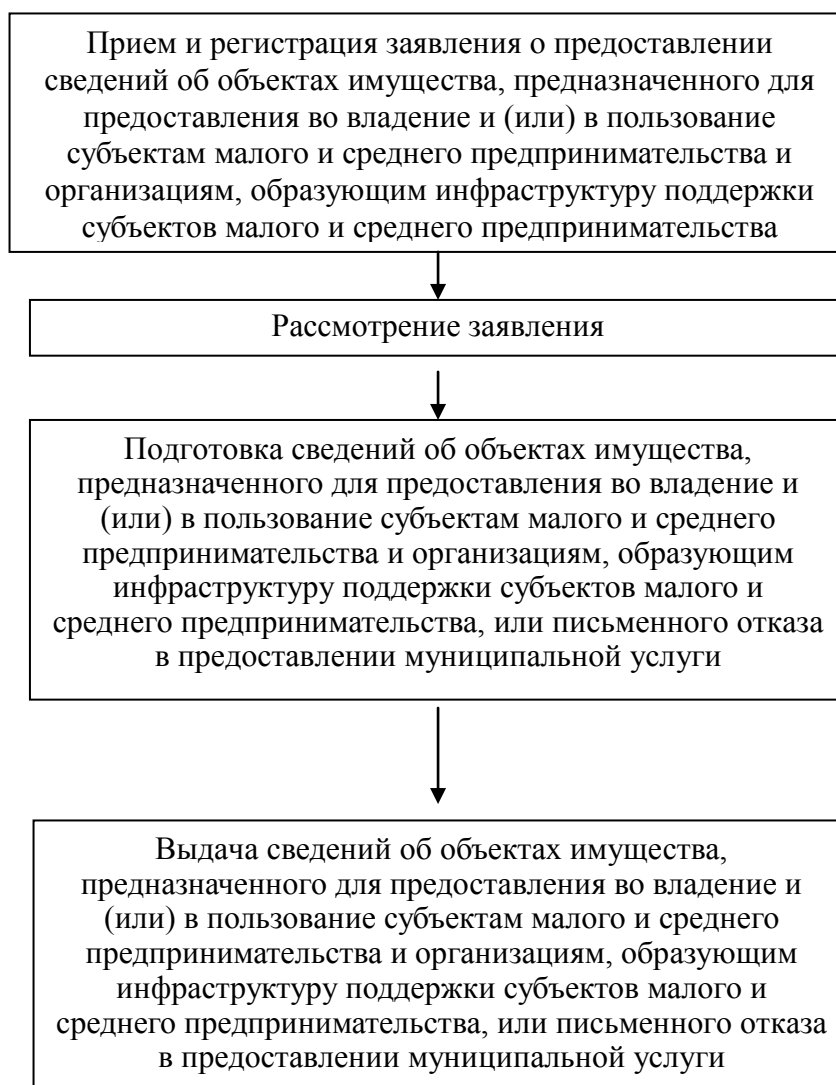 Прием и регистрация заявления о предоставлении
сведений об объектах имущества, предназначенного для
предоставления во владение и (или) в пользование
субъектам малого и среднего предпринимательства и
организациям, образующим инфраструктуру поддержки
субъектов малого и среднего предпринимательства
Рассмотрение заявления
Подготовка сведений об объектах имущества,
предназначенного для предоставления во владение и
(или) в пользование субъектам малого и среднего
предпринимательства и организациям, образующим
инфраструктуру поддержки субъектов малого и
среднего предпринимательства, или письменного отказа
в предоставлении муниципальной услуги
Выдача сведений об объектах имущества,
предназначенного для предоставления во владение и
(или) в пользование субъектам малого и среднего
предпринимательства и организациям, образующим
инфраструктуру поддержки субъектов малого и
среднего предпринимательства, или письменного отказа
в предоставлении муниципальной услуги